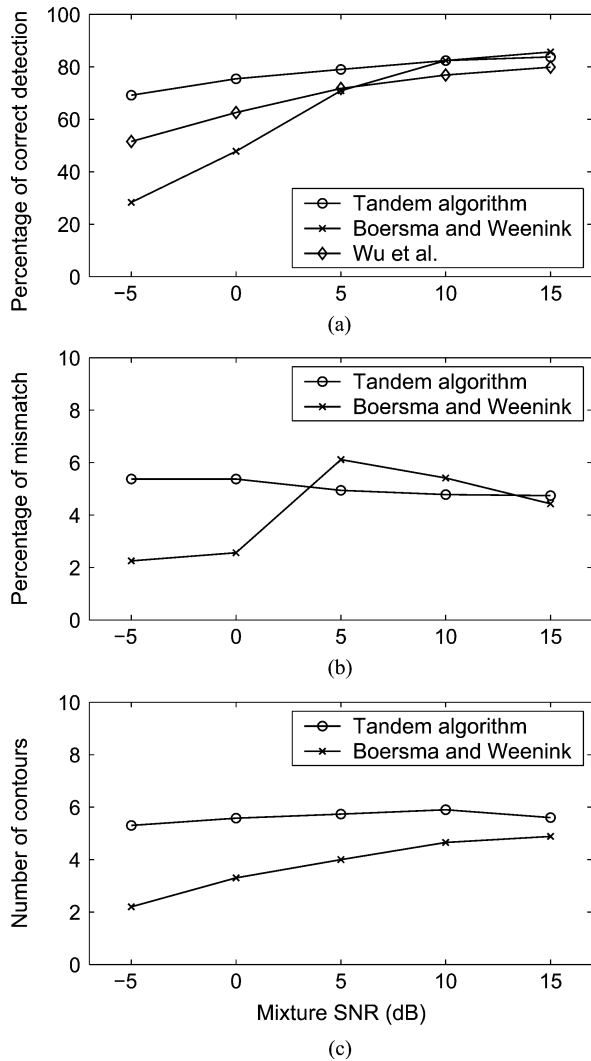 100
80
60
40
20
0
Percentage of correct detection
Tandem algorithm
Boersma and Weenink
Wu et al.
−5 0 5 10 15
(a)
10
8
6
4
2
0
Percentage of mismatch
Tandem algorithm
Boersma and Weenink
−5 0 5 10 15
(b)
10
8
6
4
2
0
Number of contours
Tandem algorithm
Boersma and Weenink
−5 0 5 10 15
Mixture SNR (dB)
(c)